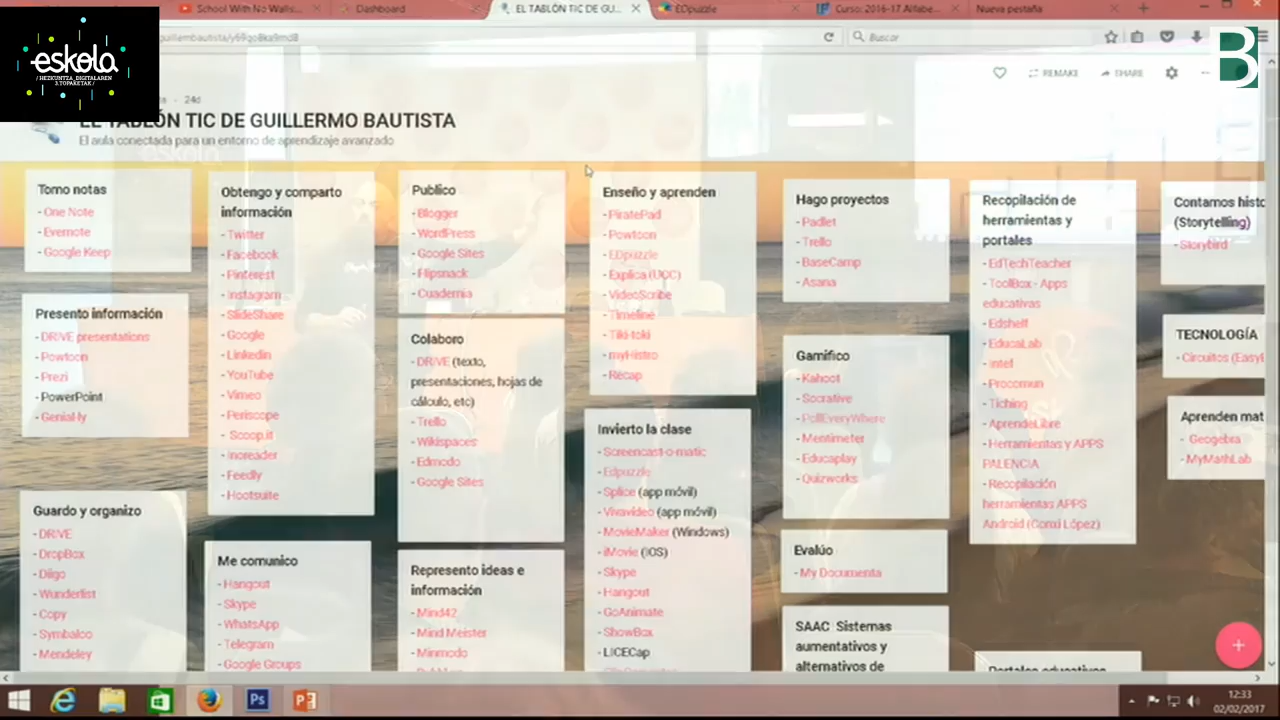 School With No Walls...
Dashboard
EL TABLÓN TIC DE GU...
EDpuzzle
Curso: 2016-17 Alfabe...
Nueva pestaña
Buscar
eskola
/ HEZKUNTZA_DIGITALAREN
3.TOPAKETAK /
B
REMAKE
SHARE
24d
EL TABLÓN TIC DE GUILLERMO BAUTISTA
El aula conectada para un entorno de aprendizaje avanzado
Tomo notas
- One Note
- Evernote
- Google Keep
Presento información
- DRIVE presentations
- Powtoon
- Prezi
- PowerPoint
- Genial·ly
Guardo y organizo
- DRIVE
- DropBox
- Diigo
- Wunderlist
- Copy
- Symbaloo
- Mendeley
Obtengo y comparto
información
- Twitter
- Facebook
- Pinterest
- Instagram
- SlideShare
- Google
- Linkedin
- YouTube
- Vimeo
- Periscope
- Scoop.it
- Inoreader
- Feedly
- Hootsuite
Me comunico
- Hangout
- Skype
- WhatsApp
- Telegram
- Google Groups
Publico
- Blogger
- WordPress
- Google Sites
- Flipsnack
- Cuadernia
Colaboro
- DRIVE (texto,
presentaciones, hojas de
cálculo, etc)
- Trello
- Wikispaces
- Edmodo
- Google Sites
Represento ideas e
información
- Mind42
- Mind Meister
- Minmodo
Enseño y aprenden
- PiratePad
- Powtoon
- EDpuzzle
- Explica (UCC)
- VideoScribe
- Timeline
- Tiki-toki
- myHistro
- Recap
Invierto la clase
- Screencast-o-matic
- Edpuzzle
- Splice (app móvil)
- Vivavideo (app móvil)
- MovieMaker (Windows)
- iMovie (IOS)
- Skype
- Hangout
- GoAnimate
- ShowBox
- LICECap
Hago proyectos
- Padlet
- Trello
- BaseCamp
- Asana
Gamifico
- Kahoot
- Socrative
- PollEveryWhere
- Mentimeter
- Educaplay
- Quizworks
Evalúo
- My Documenta
SAAC Sistemas
aumentativos y
alternativos de
Recopilación de
herramientas y
portales
- EdTechTeacher
- ToolBox - Apps
educativas
- Edshelf
- EducaLab
- Intef
- Procomun
- Tiching
- AprendeLibre
- Herramientas y APPS
PALENCIA
- Recopilación
herramientas APPS
Android (Conxi López)
Portales educativos
Contamos histo
(Storytelling)
- Storybird
TECNOLOGÍA
- Circuitos (EasyE
Aprenden mat
- Geogebra
- MyMathLab
12:33
02/02/2017